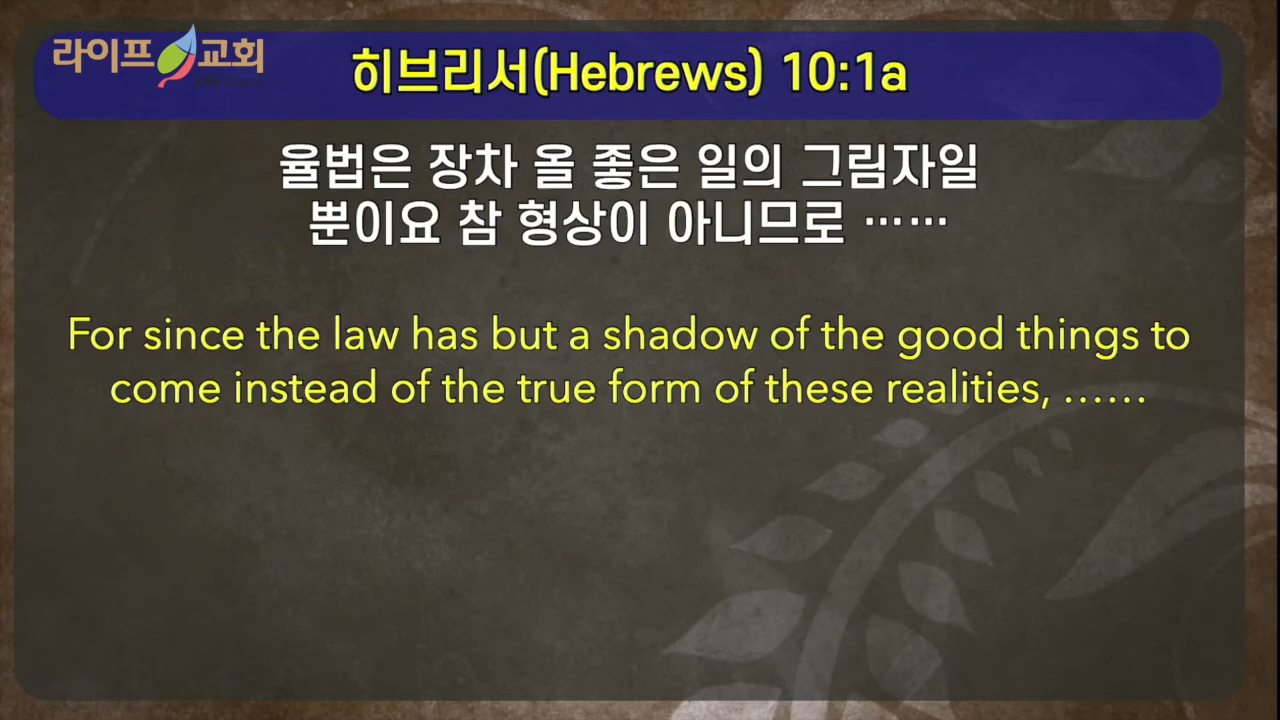 라이프교회
히브리서(Hebrews) 10:1a
율법은 장차 올 좋은 일의 그림자일
뿐이요 참 형상이 아니므로 ⋯⋯
For since the law has but a shadow of the good things to
come instead of the true form of these realities, ……